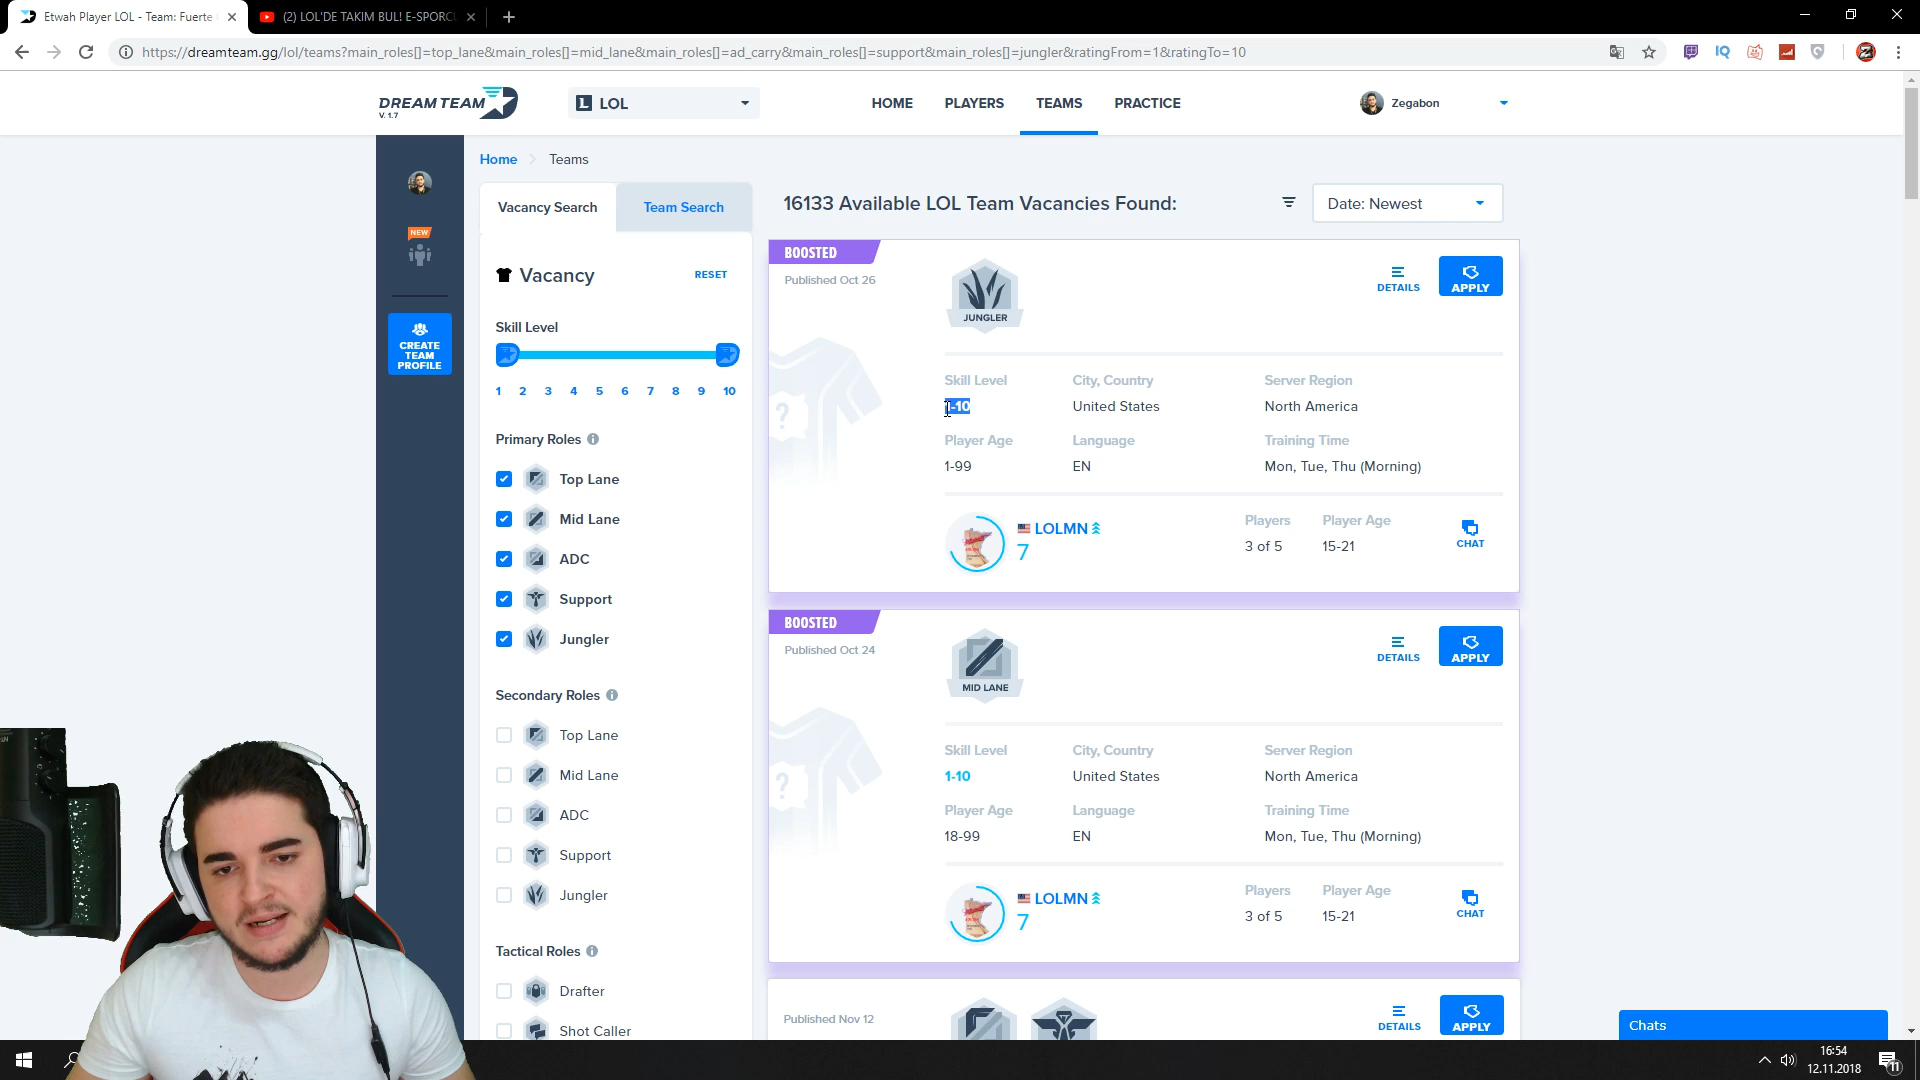 Etwah Player LOL - Team: Fuerte
(2) LOL'DE TAKIM BUL! E-SPORCU
https://dreamteam.gg/lol/teams?main_roles[]=top_lane&main_roles[]=mid_lane&main_roles[]=ad_carry&main_roles[]=support&main_roles[]=jungler&ratingFrom=1&ratingTo=10
DREAM TEAM
V. 1.7
LOL
HOME
PLAYERS
TEAMS
PRACTICE
Zegabon
NEW
CREATE
TEAM
PROFILE
Home
Teams
Vacancy Search
Team Search
Vacancy
RESET
Skill Level
1 2 3 4 5 6 7 8 9 10
Primary Roles
Top Lane
Mid Lane
ADC
Support
Jungler
Secondary Roles
Top Lane
Mid Lane
ADC
Support
Jungler
Tactical Roles
Drafter
Shot Caller
16133 Available LOL Team Vacancies Found:
Date: Newest
BOOSTED
Published Oct 26
JUNGLER
DETAILS
APPLY
Skill Level City, Country Server Region
1-10 United States North America
Player Age Language Training Time
1-99 EN Mon, Tue, Thu (Morning)
LOLMN
7
Players Player Age
3 of 5 15-21
CHAT
BOOSTED
Published Oct 24
MID LANE
DETAILS
APPLY
Skill Level City, Country Server Region
1-10 United States North America
Player Age Language Training Time
18-99 EN Mon, Tue, Thu (Morning)
LOLMN
7
Players Player Age
3 of 5 15-21
CHAT
Published Nov 12
DETAILS
APPLY
Chats
16:54
12.11.2018
11